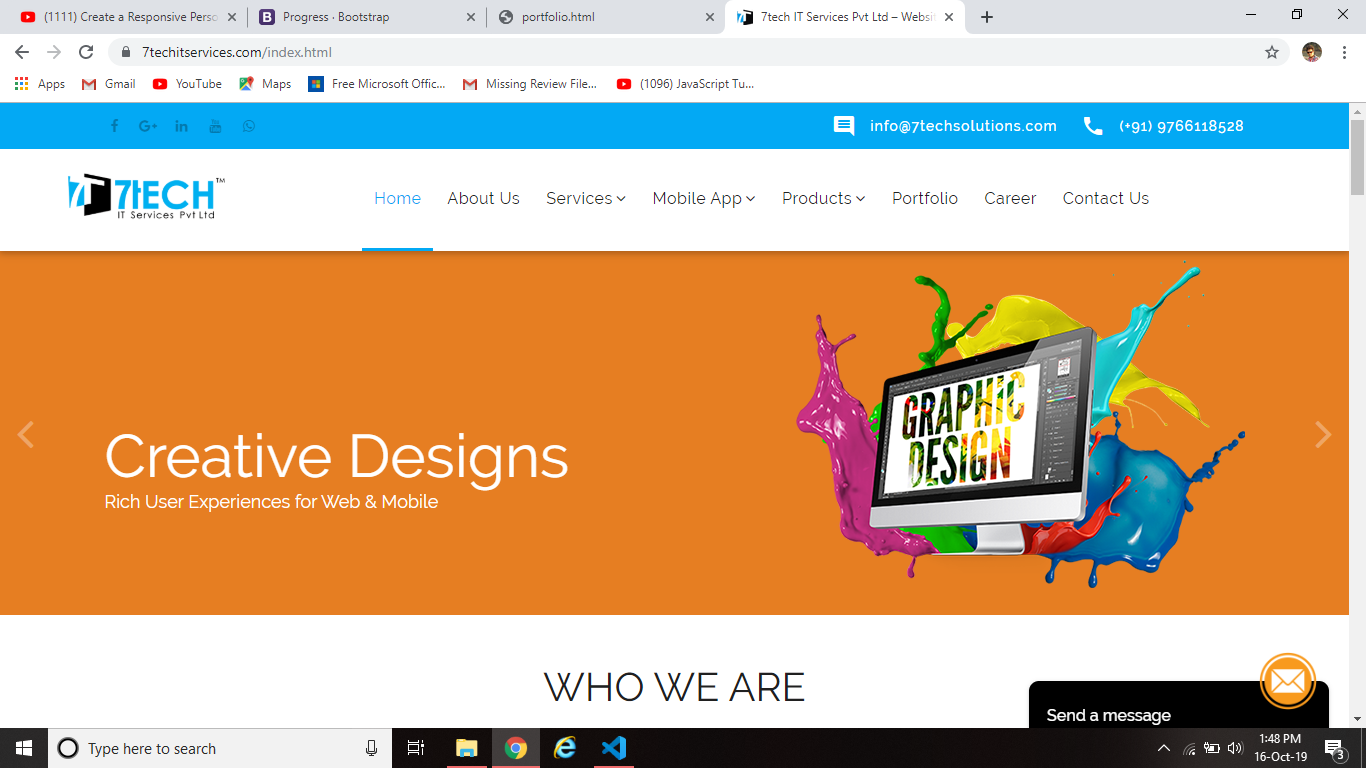 (1111) Create a Responsive Perso
Progress · Bootstrap
portfolio.html
7tech IT Services Pvt Ltd – Websit
7techitservices.com/index.html
Apps
Gmail
YouTube
Maps
Free Microsoft Offic...
Missing Review File...
(1096) JavaScript Tu...
info@7techsolutions.com
(+91) 9766118528
7TECH™
IT Services Pvt Ltd
Home
About Us
Services
Mobile App
Products
Portfolio
Career
Contact Us
GRAPHIC
DESIGN
Creative Designs
Rich User Experiences for Web & Mobile
WHO WE ARE
Send a message
Type here to search
1:48 PM
16-Oct-19
3